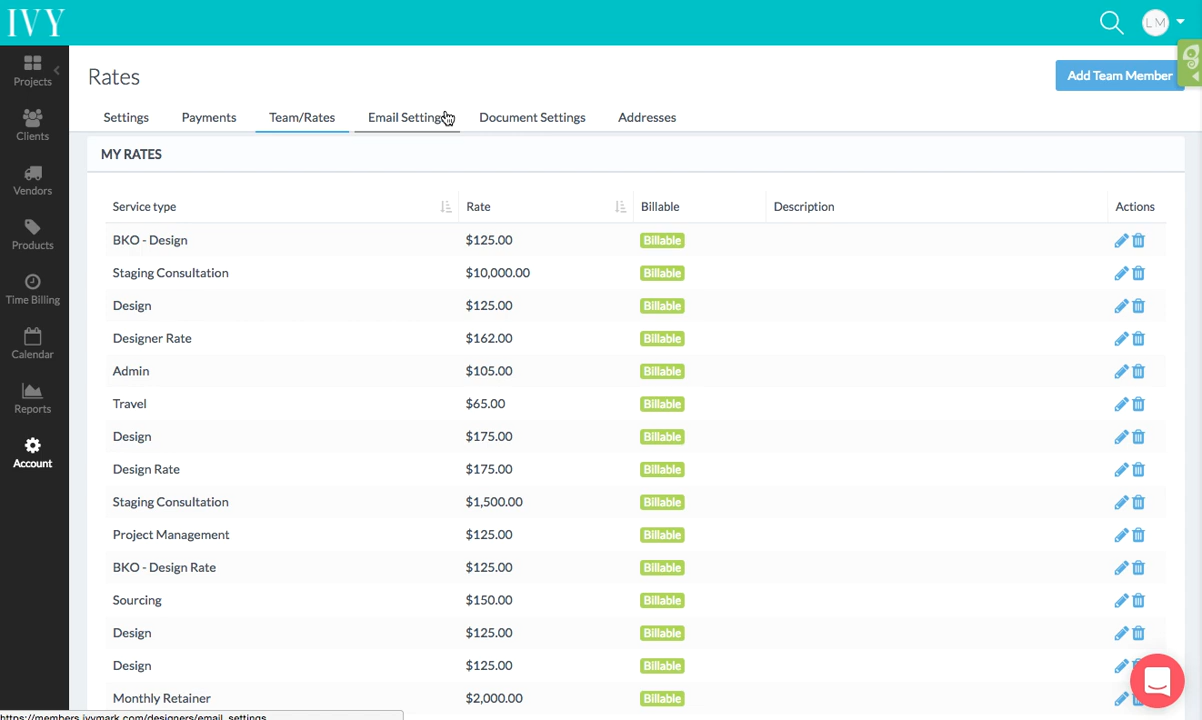 IVY
LM
Projects
Clients
Vendors
Products
Time Billing
Calendar
Reports
Account
Rates
Add Team Member
Settings Payments Team/Rates Email Settings Document Settings Addresses
MY RATES
Service type Rate Billable Description Actions
BKO - Design $125.00 Billable
Staging Consultation $10,000.00 Billable
Design $125.00 Billable
Designer Rate $162.00 Billable
Admin $105.00 Billable
Travel $65.00 Billable
Design $175.00 Billable
Design Rate $175.00 Billable
Staging Consultation $1,500.00 Billable
Project Management $125.00 Billable
BKO - Design Rate $125.00 Billable
Sourcing $150.00 Billable
Design $125.00 Billable
Design $125.00 Billable
Monthly Retainer $2,000.00 Billable
https://members.ivymark.com/designers/email_settings